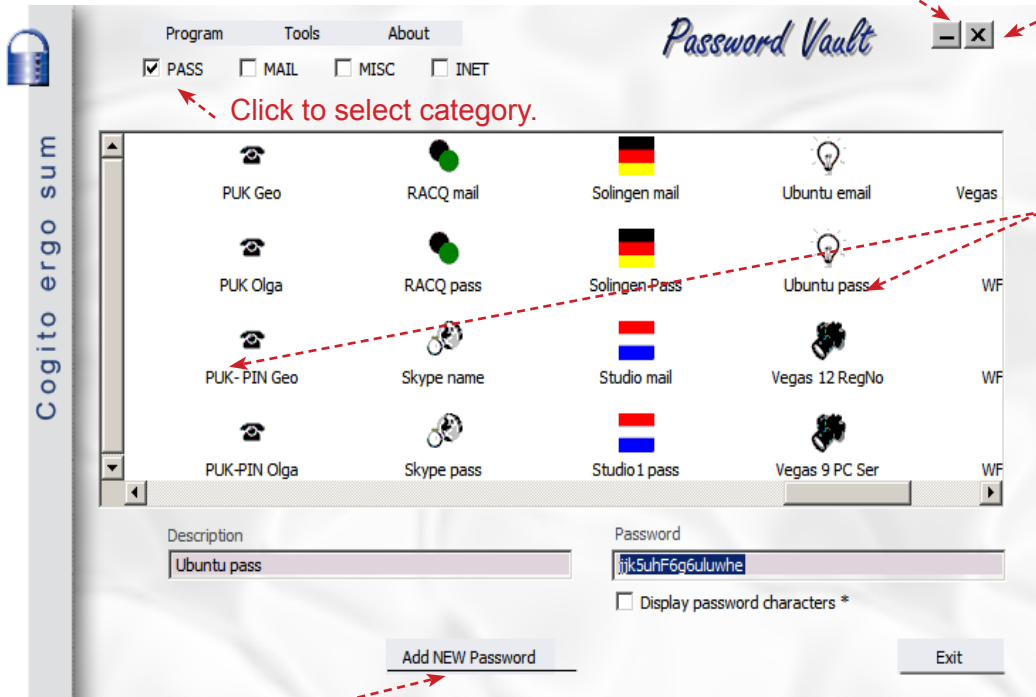 Program Tools About
Password Vault
PASS MAIL MISC INET
Click to select category.
Cogito ergo sum
PUK Geo RACQ mail Solingen mail Ubuntu email Vegas
PUK Olga RACQ pass Solingen Pass Ubuntu pass WF
PUK- PIN Geo Skype name Studio mail Vegas 12 RegNo WF
PUK-PIN Olga Skype pass Studio1 pass Vegas 9 PC Ser WF
Description Password
Ubuntu pass jjk5uhF6g6uluwhe
Display password characters *
Add NEW Password Exit